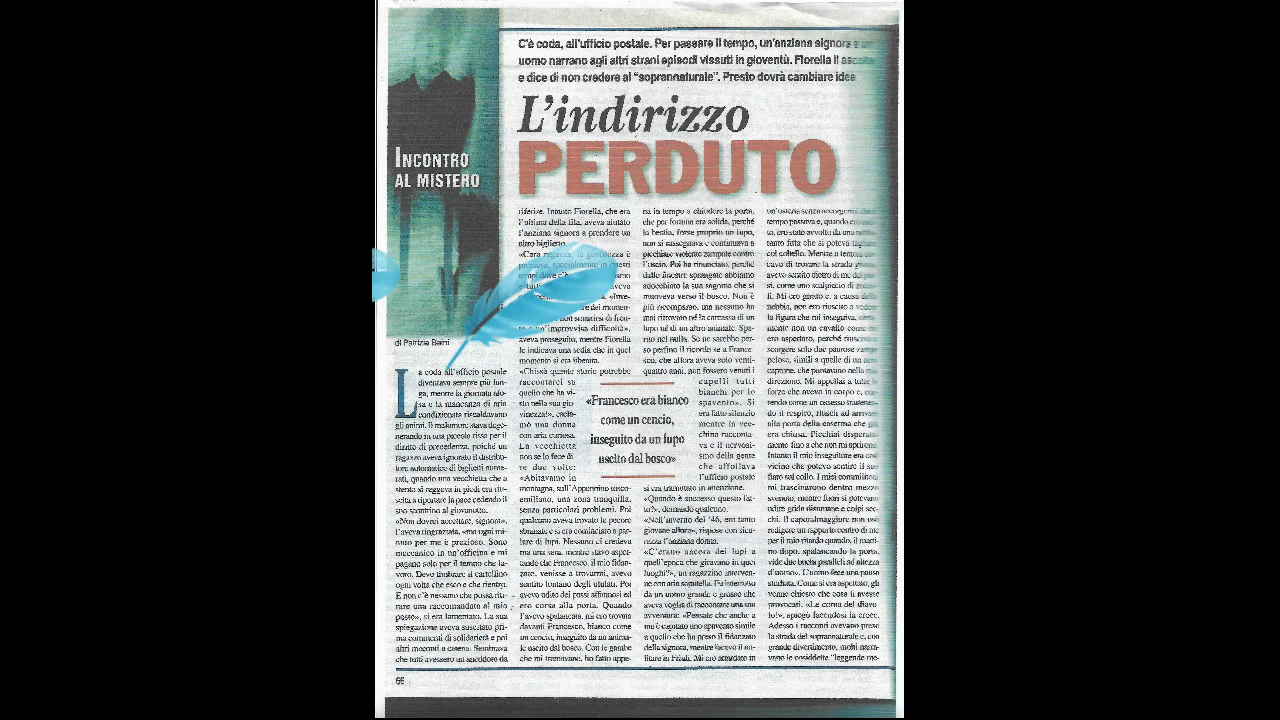 C'è coda, all'ufficio postale. Per passare il tempo, un'anziana signora e
uomo narrano agli altri strani episodi vissuti in gioventù. Fiorella li
e dice di non credere al "soprannaturale". Presto dovrà cambiare idea
L'indirizzo
PERDUTO
INCONTRO
AL MISTERO
di Patrizia Belni
La coda all'ufficio postale
diventava sempre più lun-
ga, mentre la giornata afo-
sa e la mancanza di aria
condizionata riscaldavano
gli animi. Il malumore stava dege-
nerando in una piccola rissa per il
diritto di precedenza, poiché un
ragazzo aveva ignorato il distribu-
tore automatico di biglietti nume-
rati, quando una vecchietta che a
stento si reggeva in piedi era riu-
scita a riportare la pace cedendo il
suo scontrino al giovanotto.
«Non dovrei accettare, signora»,
l'aveva ringraziata, «ma ogni mi-
nuto per me è prezioso. Sono
meccanico in un'officina e mi
pagano solo per il tempo che la-
voro. Devo timbrare il cartellino
ogni volta che esco e che rientro.
E non c'è nessuno che possa riti-
rare una raccomandata al mio
posto», si era lamentato. La sua
spiegazione aveva suscitato pri-
ma commenti di solidarietà e poi
altri racconti a catena. Sembrava
che tutti avessero un aneddoto da
riferire. Intanto Fiorella, che era
l'ultima della fila, aveva aiutato
l'anziana signora a prendere un
altro biglietto.
«Cara ragazza, la gentilezza è
preziosa, specialmente in questi
tempi dove c'è
dei momen-
un'improvvisa difficoltà»,
aveva proseguito, mentre Fiorella
le indicava una sedia che in quel
momento si era liberata.
«Chissà quante storie potrebbe
raccontarci su
quello che ha vi-
sto nella sua gio-
vinezza!», escla-
mò una donna
con aria curiosa.
La vecchietta
non se lo fece di-
re due volte:
«Abitavamo in
montagna, sull'Appennino tosco-
emiliano, una zona tranquilla,
senza particolari problemi. Poi
qualcuno aveva trovato le pecore
sbranate e si era cominciato a par-
lare di lupi. Nessuno ci credeva
ma una sera, mentre stavo aspet-
tando che Francesco, il mio fidan-
zato, venisse a trovarmi, avevo
sentito lontano degli ululati. Poi
avevo udito dei passi affannosi ed
ero corsa alla porta. Quando
l'avevo spalancata, mi ero trovata
davanti Francesco, bianco come
un cencio, inseguito da un anima-
le uscito dal bosco. Con le gambe
che mi tremavano, ho fatto appe-
na in tempo a chiudere la porta,
che per fortuna era solida, perché
la bestia, forse proprio un lupo,
non si rassegnava e continuava a
picchiare violente zampate contro
l'uscio. Poi ha rinunciato, perché
dalle finestre sprangate abbiamo
adocchiato la sua sagoma che si
muoveva verso il bosco. Non è
più ricomparso, ma nessuno ha
mai ritrovato né la carcassa di un
lupo né di un altro animale. Spa-
rito nel nulla. Se ne sarebbe per-
so perfino il ricordo se a France-
sco, che allora aveva solo venti-
quattro anni, non fossero venuti i
capelli tutti
bianchi per lo
spavento». Si
era fatto silenzio
mentre la vec-
china racconta-
va e il nervosi-
smo della gente
che affollava
l'ufficio postale
si era tramutato in attenzione.
«Quando è successo questo fat-
to?», domandò qualcuno.
«Nell'inverno del '46, ero tanto
giovane allora», rispose con sicu-
rezza l'anziana donna.
«C'erano ancora dei lupi a
quell'epoca che giravano in quei
luoghi?», un ragazzino interven-
ne con aria saputella. Fu interrotto
da un uomo grande e grosso che
aveva voglia di raccontare una sua
avventura: «Pensate che anche a
me è capitato uno spavento simile
a quello che ha preso il fidanzato
della signora, mentre facevo il mi-
litare in Friuli. Mi ero attardato in
«Francesco era bianco
come un cencio,
inseguito da un lupo
uscito dal bosco»
un'osteria senza accorgermi che il
tempo passava e, quando ero
to, ero stato avvolto da una nebbia
tanto fitta che si poteva tagliare
col coltello. Mentre a tentoni
cavo di trovare la strada giusta,
avevo sentito dietro di me dei pas-
si, come uno scalpiccio di zocco-
li. Mi ero girato e, a causa della
nebbia, non ero riuscito a vedere
la figura che mi inseguiva, certa-
mente non un cavallo come mi
ero aspettato, perché riuscivo a
scorgere solo due paurose zampe
pelose, simili a quelle di un
caprone, che puntavano nella mia
direzione. Mi appellai a tutte le
forze che avevo in corpo e, cor-
rendo come un ossesso trattenen-
do il respiro, riuscii ad arrivare
alla porta della caserma che già
era chiusa. Picchiai disperata-
mente fino a che non mi aprirono.
Intanto il mio inseguitore era così
vicino che potevo sentire il suo
fiato sul collo. I miei commilitoni
mi trascinarono dentro mezzo
svenuto, mentre fuori si potevano
udire grida disumane e colpi sec-
chi. Il caporalmaggiore non osò
redigere un rapporto contro di me
per il mio ritardo quando, il matti-
no dopo, spalancando la porta,
vide due buchi paralleli ad altezza
d'uomo». L'uomo fece una pausa
studiata. Come si era aspettato, gli
vennero chiesto che cosa li avesse
provocati. «Le corna del diavo-
lo!», spiegò facendosi la croce.
Adesso i racconti avevano preso
la strada del soprannaturale e, con
grande divertimento, molti narra-
vano le cosiddette "leggende me-
66